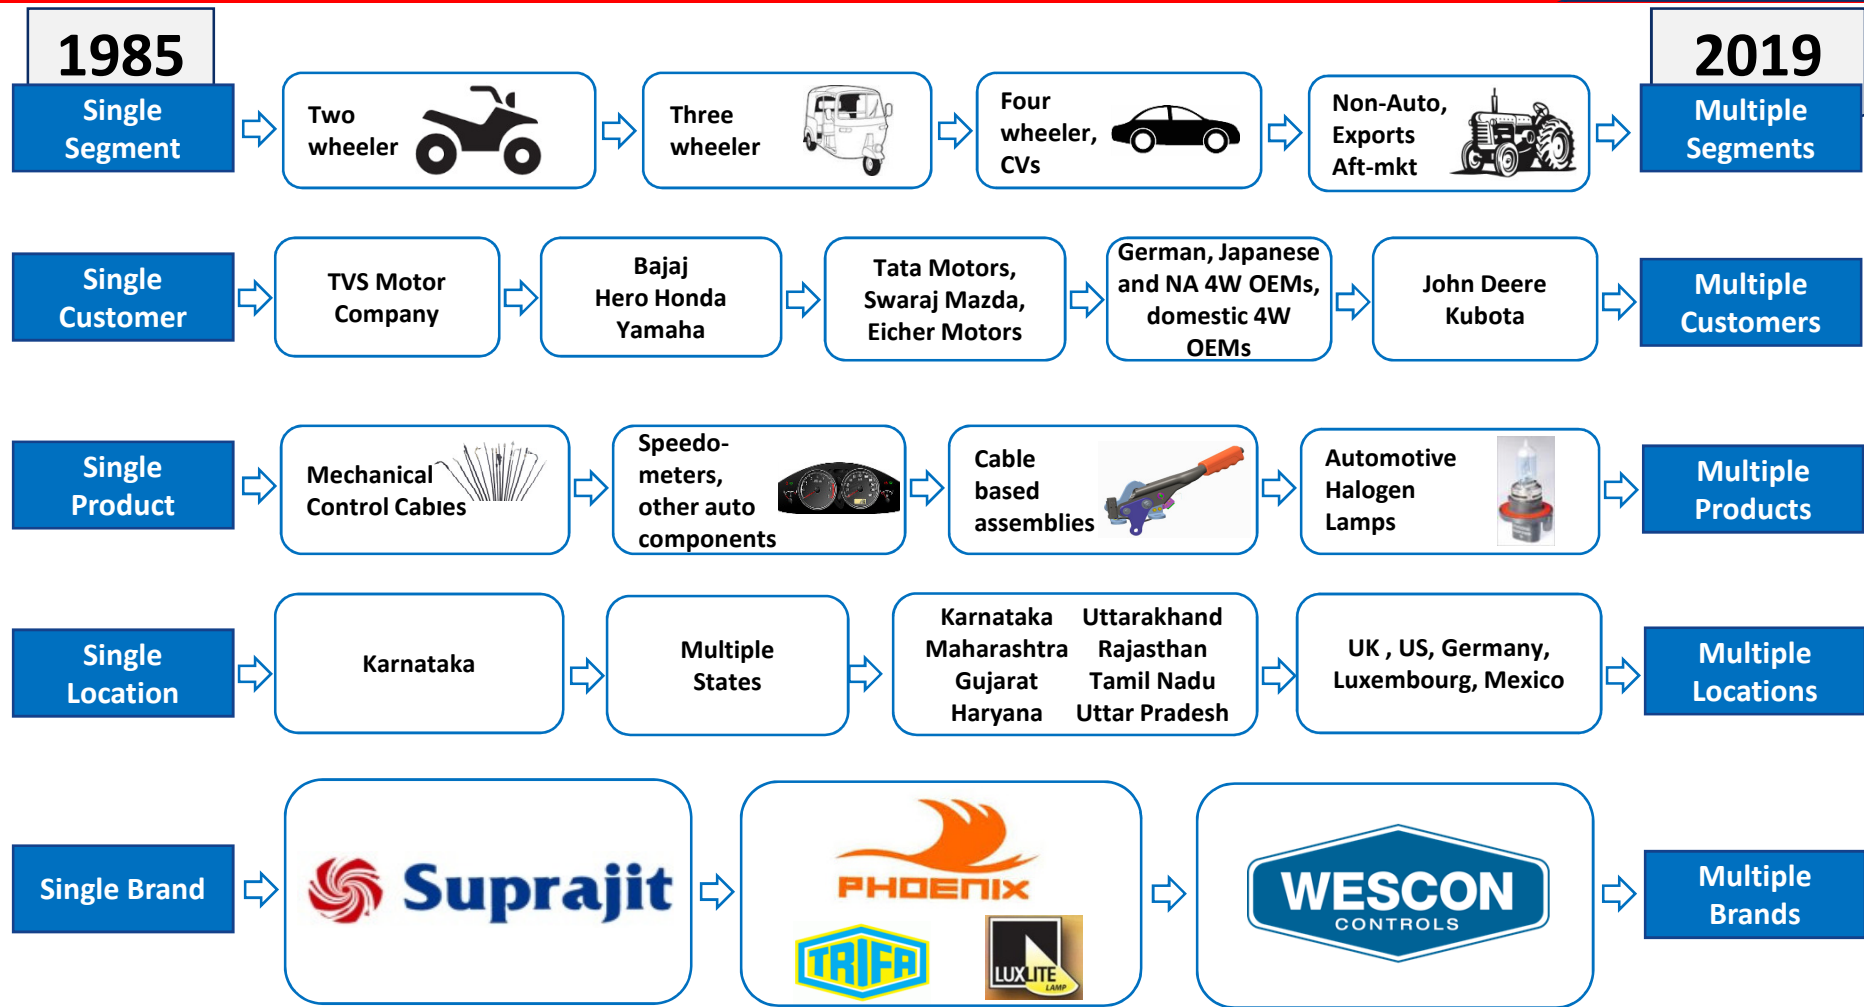 1985
2019
Single
Segment
Two
wheeler
Three
wheeler
Four
wheeler,
CVs
Non-Auto,
Exports
Aft-mkt
Multiple
Segments
Single
Customer
TVS Motor
Company
Bajaj
Hero Honda
Yamaha
Tata Motors,
Swaraj Mazda,
Eicher Motors
German, Japanese
and NA 4W OEMs,
domestic 4W
OEMs
John Deere
Kubota
Multiple
Customers
Single
Product
Mechanical
Control Cables
Speedo-
meters,
other auto
components
Cable
based
assemblies
Automotive
Halogen
Lamps
Multiple
Products
Single
Location
Karnataka
Multiple
States
Karnataka Uttarakhand
Maharashtra Rajasthan
Gujarat Tamil Nadu
Haryana Uttar Pradesh
UK , US, Germany,
Luxembourg, Mexico
Multiple
Locations
Single Brand
Suprajit
PHOENIX
TRIFA
LUXLITE
LAMP
WESCON
CONTROLS
Multiple
Brands